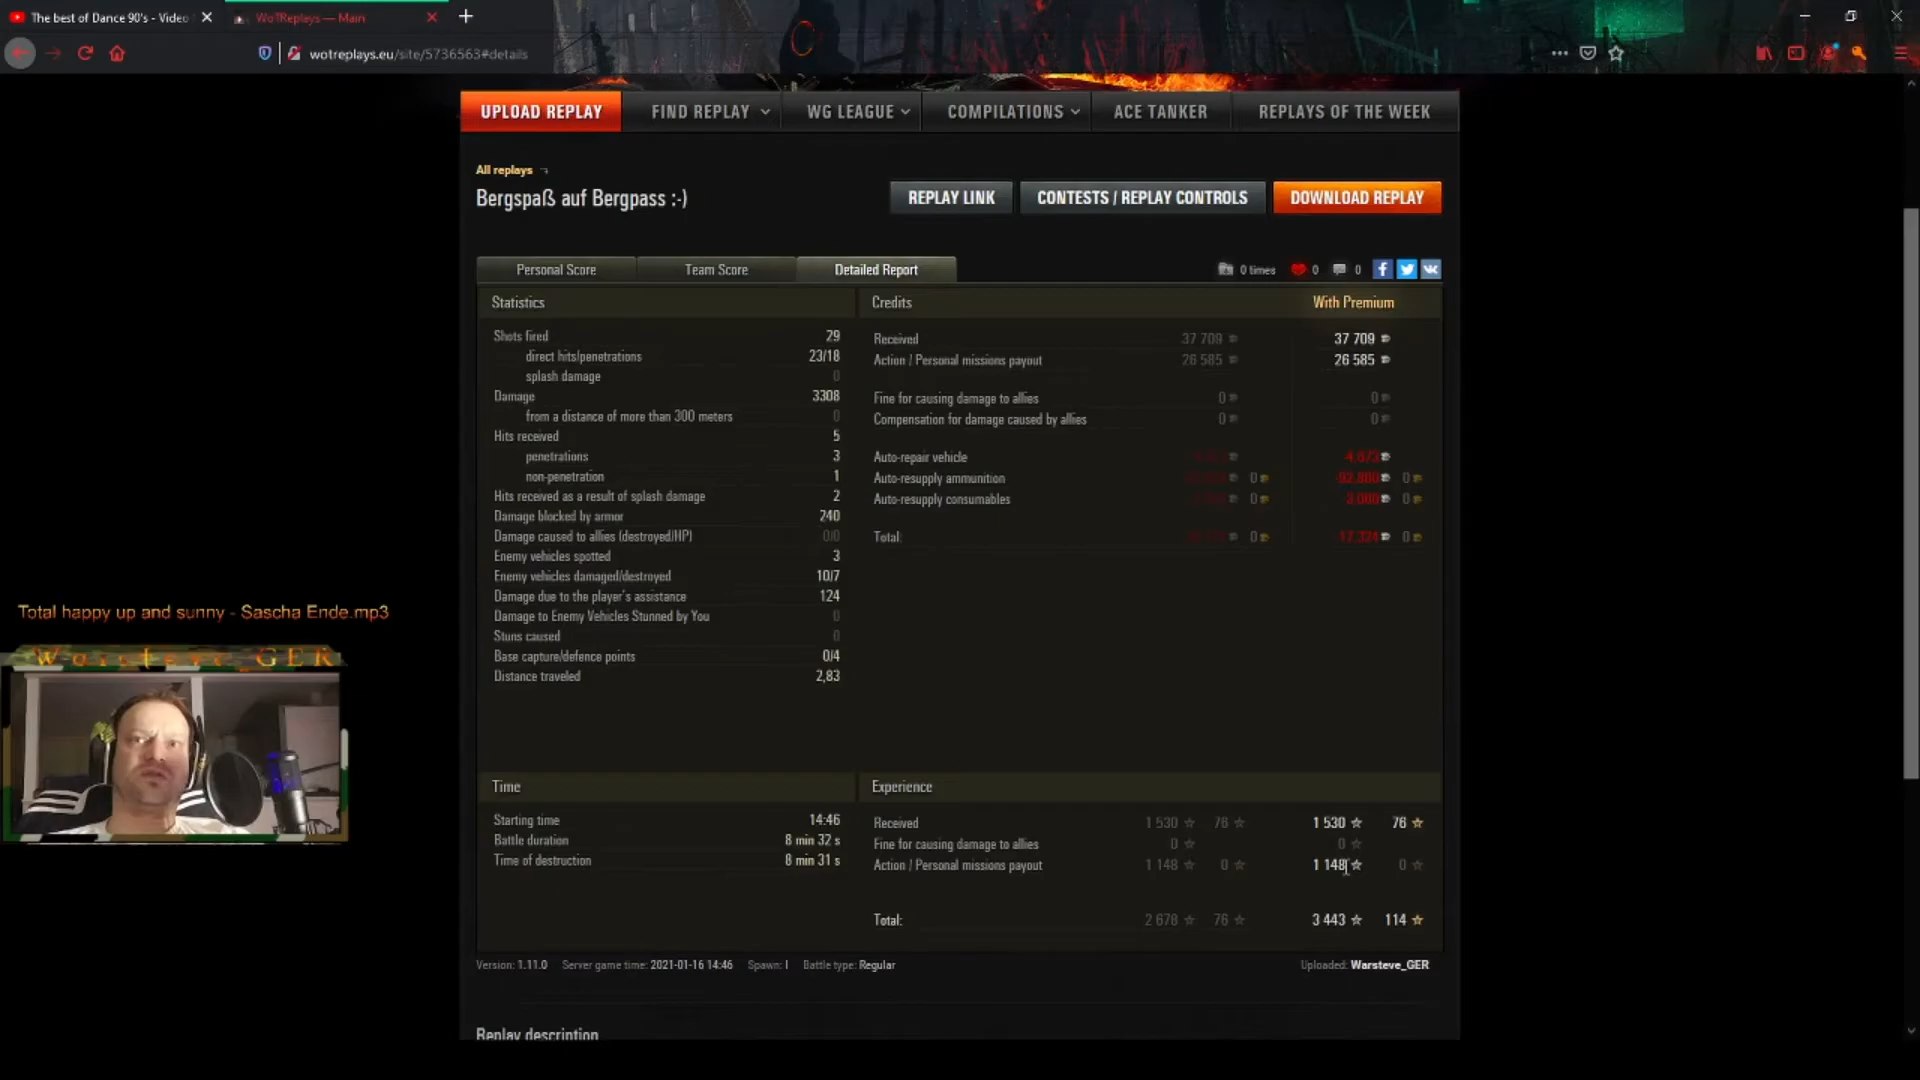 The best of Dance 90's - Video
WoTReplays — Main
wotreplays.eu/site/5736563#details
UPLOAD REPLAY
FIND REPLAY
WG LEAGUE
COMPILATIONS
ACE TANKER
REPLAYS OF THE WEEK
All replays
Bergspaß auf Bergpass :-)
REPLAY LINK
CONTESTS / REPLAY CONTROLS
DOWNLOAD REPLAY
Personal Score
Team Score
Detailed Report
0 times
0
0
Statistics
Shots fired 29
direct hits/penetrations 23/18
splash damage 0
Damage 3308
from a distance of more than 300 meters 0
Hits received 5
penetrations 3
non-penetration 1
Hits received as a result of splash damage 2
Damage blocked by armor 240
Damage caused to allies (destroyed/HP) 0/0
Enemy vehicles spotted 3
Enemy vehicles damaged/destroyed 10/7
Damage due to the player's assistance 124
Damage to Enemy Vehicles Stunned by You 0
Stuns caused 0
Base capture/defence points 0/4
Distance traveled 2,83
Credits With Premium
Received 37 709 37 709
Action / Personal missions payout 26 585 26 585
Fine for causing damage to allies 0 0
Compensation for damage caused by allies 0 0
Auto-repair vehicle
Auto-resupply ammunition 0 0
Auto-resupply consumables 0 0
Total: 0 0
Time
Starting time 14:46
Battle duration 8 min 32 s
Time of destruction 8 min 31 s
Experience
Received 1 530 76 1 530 76
Fine for causing damage to allies 0 0
Action / Personal missions payout 1 148 0 1 148 0
Total: 2 678 76 3 443 114
Version: 1.11.0 Server game time: 2021-01-16 14:46 Spawn: I Battle type: Regular
Uploaded: Warsteve_GER
Replay description
Total happy up and sunny - Sascha Ende.mp3
Warsteve_GER